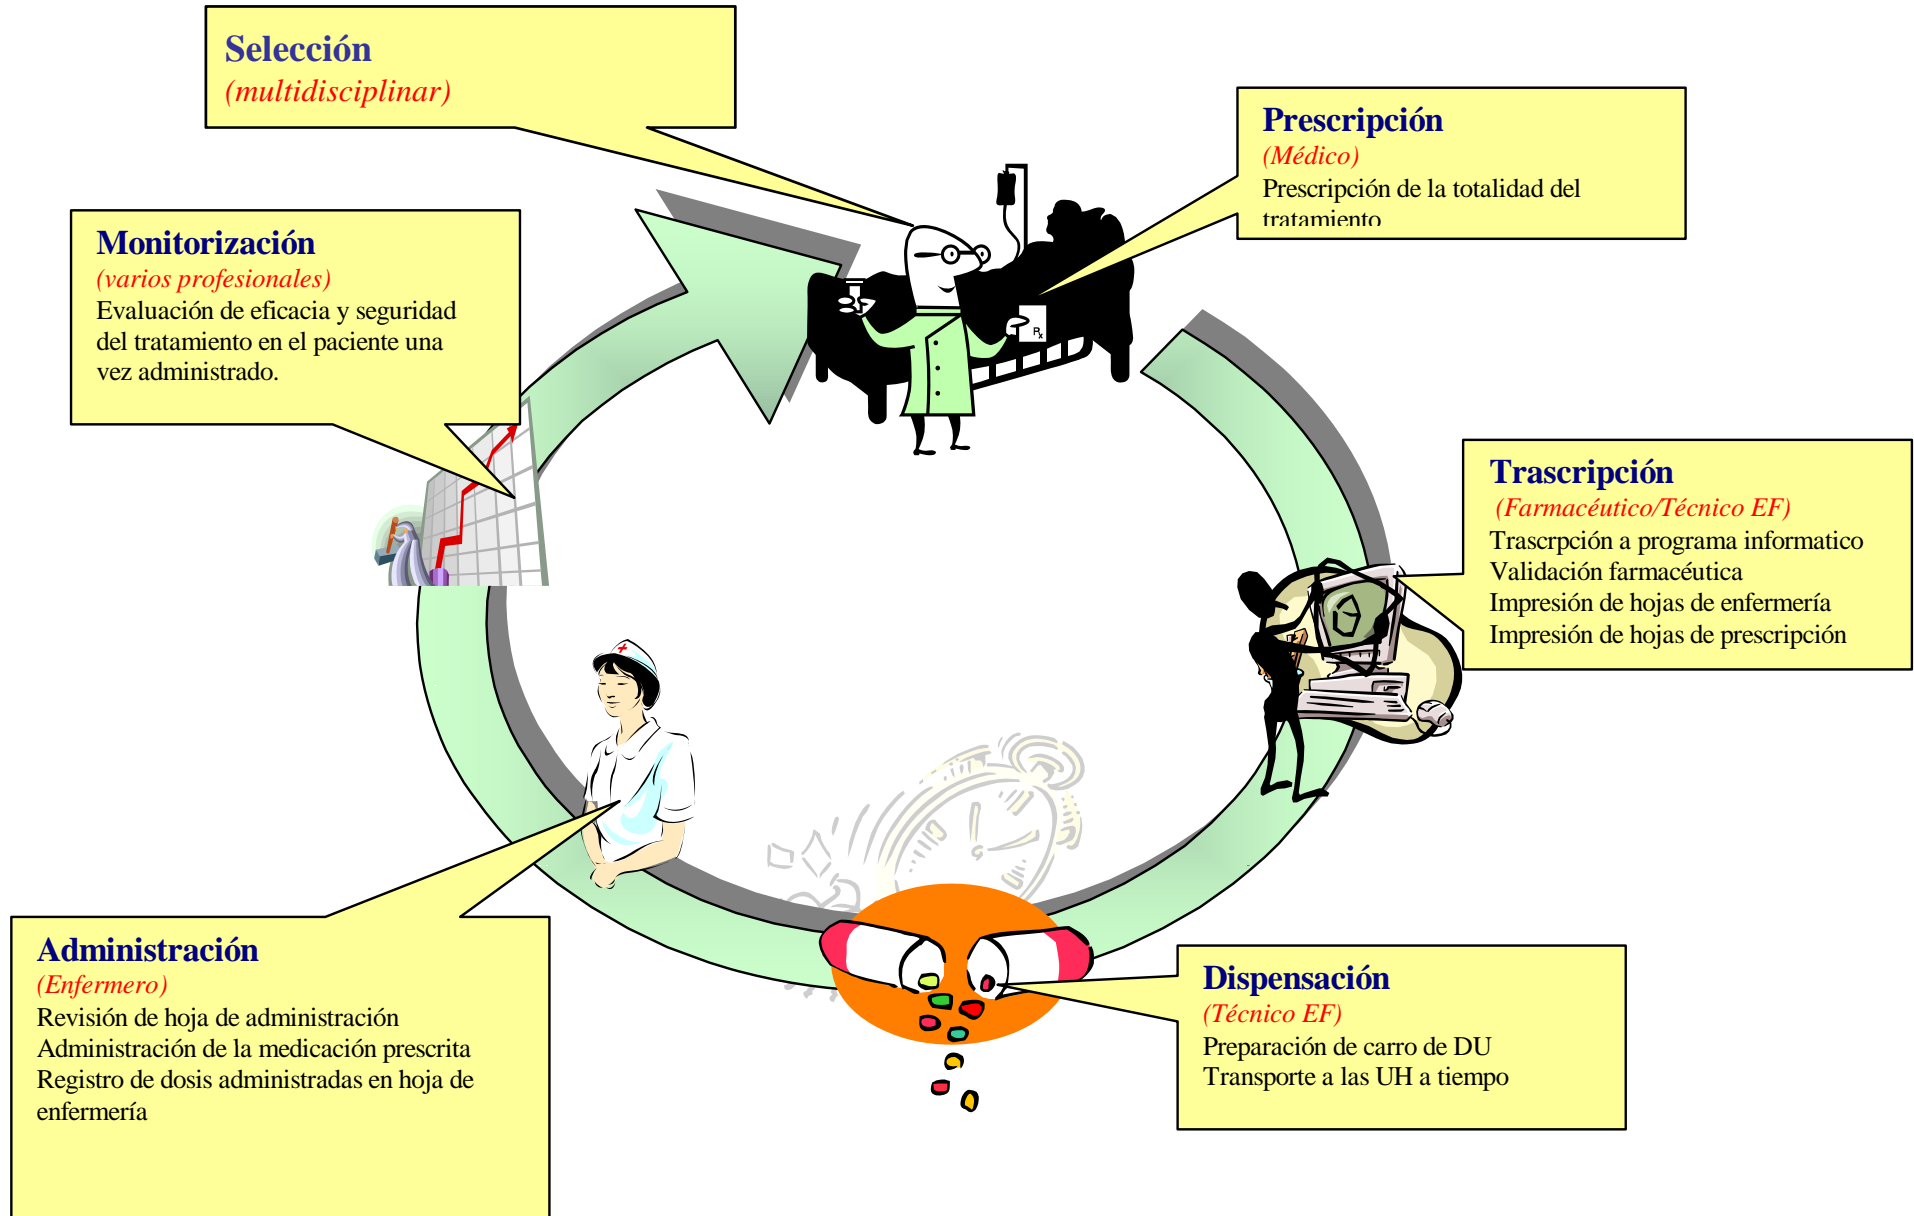 Selección
(multidisciplinar)
Prescripción
(Médico)
Prescripción de la totalidad del
tratamiento
Monitorización
(varios profesionales)
Evaluación de eficacia y seguridad
del tratamiento en el paciente una
vez administrado.
Rx
Trascripción
(Farmacéutico/Técnico EF)
Trascrpción a programa informatico
Validación farmacéutica
Impresión de hojas de enfermería
Impresión de hojas de prescripción
Administración
(Enfermero)
Revisión de hoja de administración
Administración de la medicación prescrita
Registro de dosis administradas en hoja de
enfermería
Dispensación
(Técnico EF)
Preparación de carro de DU
Transporte a las UH a tiempo